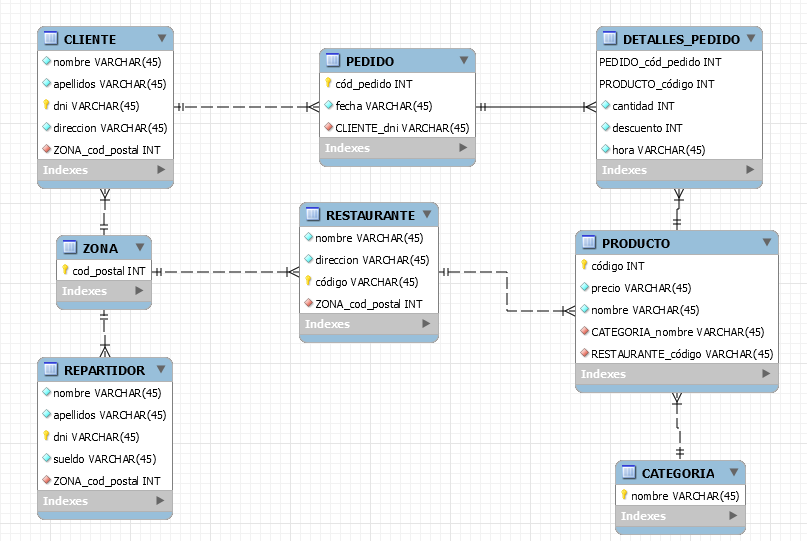 CLIENTE
nombre VARCHAR(45)
apellidos VARCHAR(45)
dni VARCHAR(45)
direccion VARCHAR(45)
ZONA_cod_postal INT
Indexes
PEDIDO
cód_pedido INT
fecha VARCHAR(45)
CLIENTE_dni VARCHAR(45)
Indexes
DETALLES_PEDIDO
PEDIDO_cód_pedido INT
PRODUCTO_código INT
cantidad INT
descuento INT
hora VARCHAR(45)
Indexes
ZONA
cod_postal INT
Indexes
RESTAURANTE
nombre VARCHAR(45)
direccion VARCHAR(45)
código VARCHAR(45)
ZONA_cod_postal INT
Indexes
PRODUCTO
código INT
precio VARCHAR(45)
nombre VARCHAR(45)
CATEGORIA_nombre VARCHAR(45)
RESTAURANTE_código VARCHAR(45)
Indexes
REPARTIDOR
nombre VARCHAR(45)
apellidos VARCHAR(45)
dni VARCHAR(45)
sueldo VARCHAR(45)
ZONA_cod_postal INT
Indexes
CATEGORIA
nombre VARCHAR(45)
Indexes